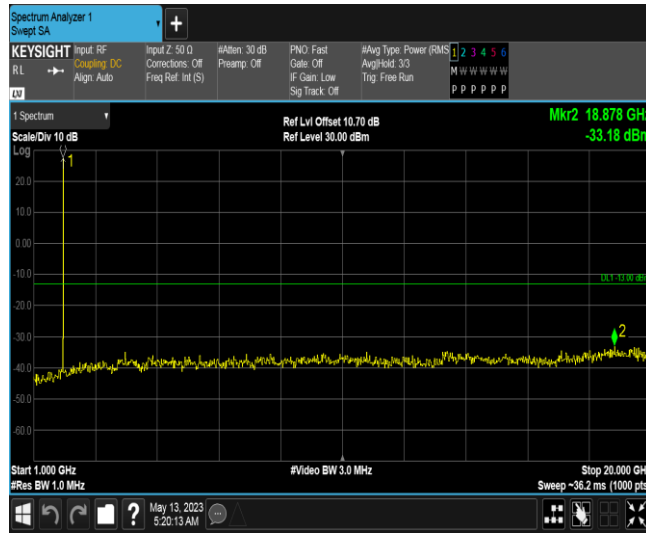 Spectrum Analyzer 1
Swept SA
+
KEYSIGHT Input: RF Input Z: 50 Ω #Atten: 30 dB PNO: Fast #Avg Type: Power (RMS 1 2 3 4 5 6
RL Coupling: DC Corrections: Off Preamp: Off Gate: Off Avg|Hold: 3/3 M W W W W W
Align: Auto Freq Ref: Int (S) IF Gain: Low Trig: Free Run
LXI Sig Track: Off P P P P P P
1 Spectrum
Ref Lvl Offset 10.70 dB Mkr2 18.878 GHz
Scale/Div 10 dB Ref Level 30.00 dBm -33.18 dBm
Log
1
20.0
10.0
0.00
-10.0
DL1 -13.00 dBm
-20.0
-30.0
2
-40.0
-50.0
-60.0
Start 1.000 GHz #Video BW 3.0 MHz Stop 20.000 GH
#Res BW 1.0 MHz Sweep ~36.2 ms (1000 pts
? May 13, 2023
5:20:13 AM